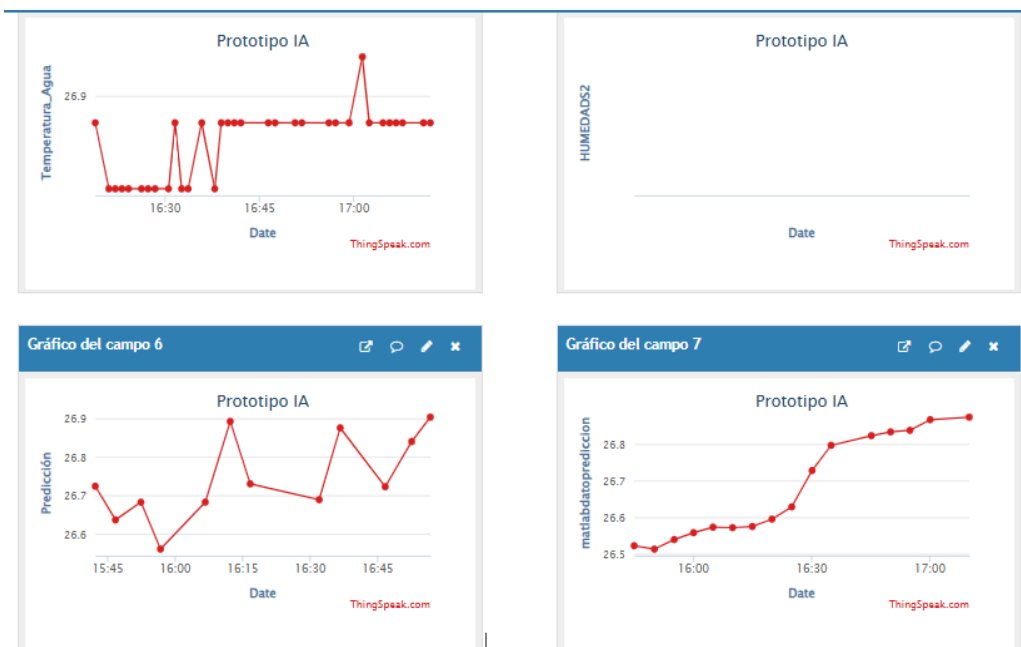 Prototipo IA
Temperatura_Agua
26.9
16:30 16:45 17:00
Date
ThingSpeak.com
Prototipo IA
HUMEDADS2
Date
ThingSpeak.com
Gráfico del campo 6
Prototipo IA
Predicción
26.9
26.8
26.7
26.6
15:45 16:00 16:15 16:30 16:45
Date
ThingSpeak.com
Gráfico del campo 7
Prototipo IA
matlabdatoprediccion
26.8
26.7
26.6
26.5
16:00 16:30 17:00
Date
ThingSpeak.com